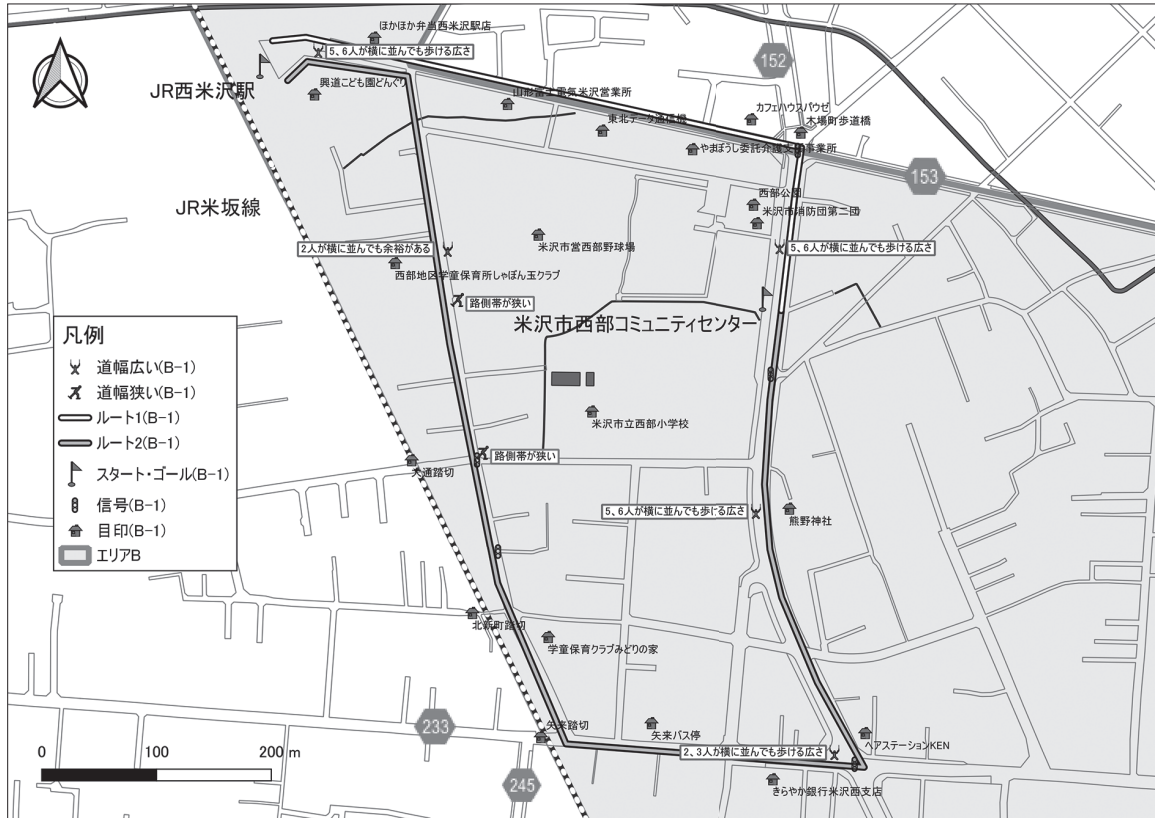 ほかほか弁当西米沢駅店
5、6人が横に並んでも歩ける広さ
152
JR西米沢駅
興道こども園どんぐり
山形富士電気米沢営業所
カフェハウスパウゼ
東北データ通信㈱
木場町歩道橋
やまぼうし委託介護支援事業所
153
JR米坂線
西部公園
米沢市消防団第二団
2人が横に並んでも余裕がある
米沢市営西部野球場
5、6人が横に並んでも歩ける広さ
西部地区学童保育所しゃぼん玉クラブ
路側帯が狭い
米沢市西部コミュニティセンター
凡例
道幅広い(B-1)
道幅狭い(B-1)
ルート1(B-1)
ルート2(B-1)
スタート・ゴール(B-1)
信号(B-1)
目印(B-1)
エリアB
米沢市立西部小学校
路側帯が狭い
大通踏切
5、6人が横に並んでも歩ける広さ
熊野神社
北新町踏切
学童保育クラブみどりの家
233
矢来踏切
矢来バス停
2、3人が横に並んでも歩ける広さ
ヘアステーションKEN
0 100 200 m
245
きらやか銀行米沢西支店